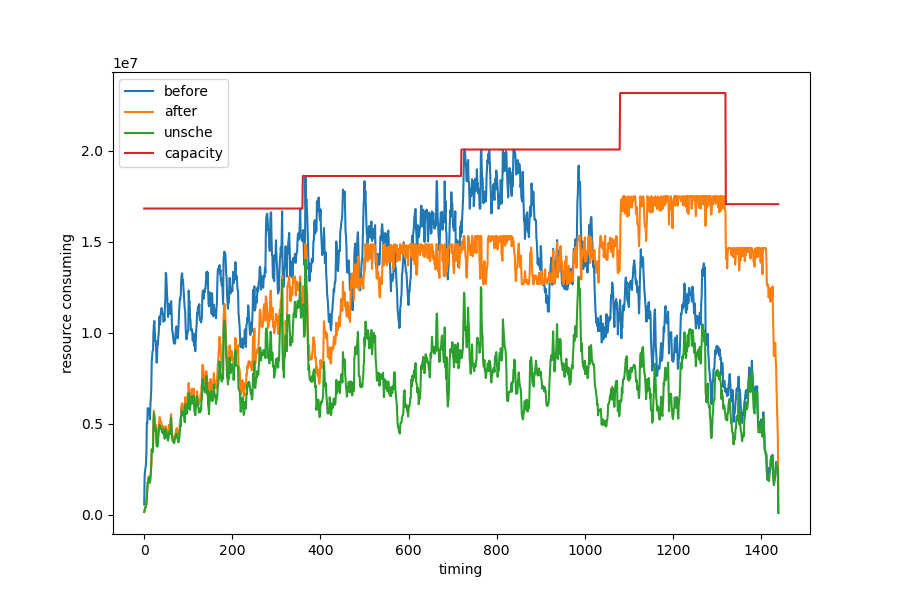 1e7
before
after
unsche
capacity
2.0
1.5
1.0
0.5
0.0
resource consuming
0 200 400 600 800 1000 1200 1400
timing